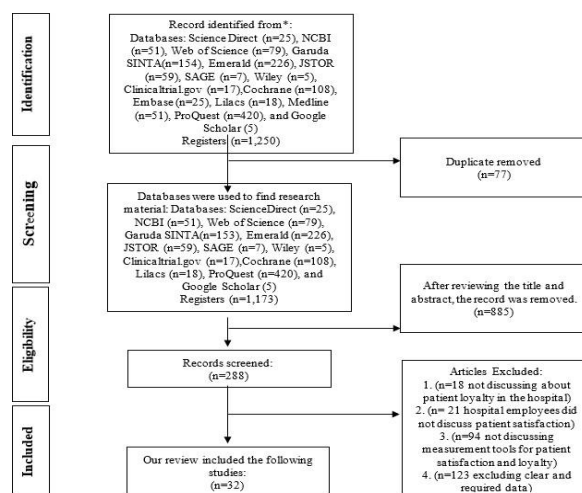 Identification
Record identified from*:
Databases: Science Direct (n=25), NCBI
(n=51), Web of Science (n=79), Garuda
SINTA(n=154), Emerald (n=226), JSTOR
(n=59), SAGE (n=7), Wiley (n=5),
Clinicaltrial.gov (n=17),Cochrane (n=108),
Embase (n=25), Lilacs (n=18), Medline
(n=51), ProQuest (n=420), and Google
Scholar (5)
Registers (n=1,250)
Duplicate removed
(n=77)
Screening
Databases were used to find research
material: Databases: ScienceDirect (n=25),
NCBI (n=51), Web of Science (n=79),
Garuda SINTA(n=153), Emerald (n=226),
JSTOR (n=59), SAGE (n=7), Wiley (n=5),
Clinicaltrial.gov (n=17),Cochrane (n=108),
Lilacs (n=18), ProQuest (n=420), and
Google Scholar (5)
Registers (n=1,173)
After reviewing the title and
abstract, the record was removed.
(n=885)
Eligibility
Records screened:
(n=288)
Articles Excluded:
1. (n=18 not discussing about
patient loyalty in the hospital)
2. (n= 21 hospital employees did
not discuss patient satisfaction)
3. (n=94 not discussing
measurement tools for patient
satisfaction and loyalty)
4. (n=123 excluding clear and
required data)
Included
Our review included the following
studies:
(n=32)